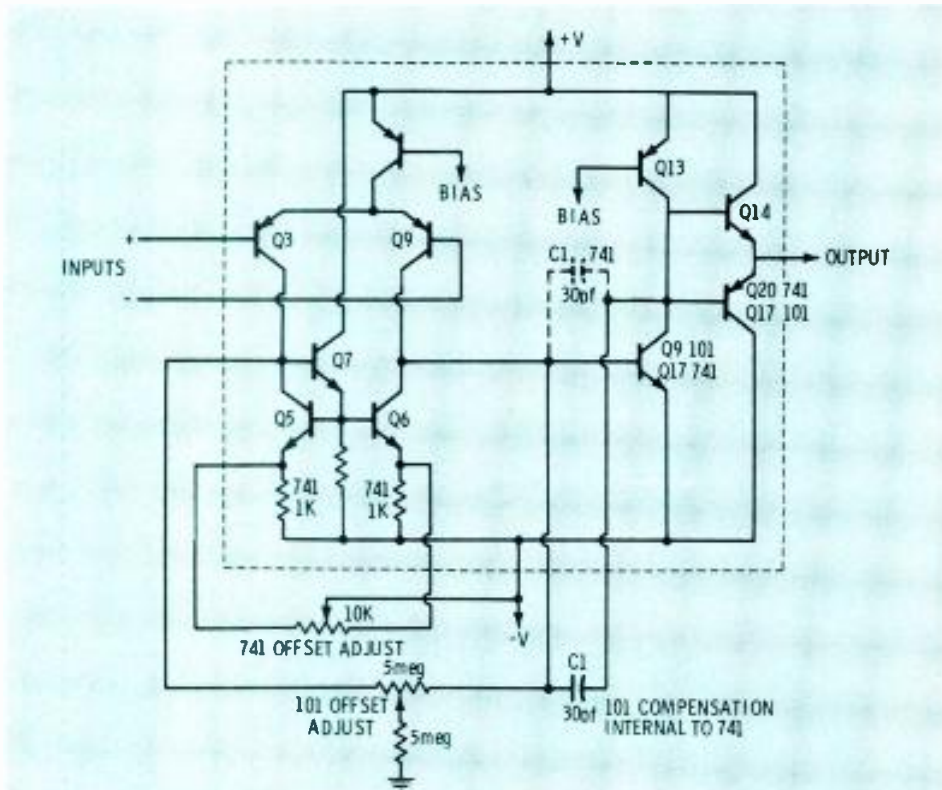 +V
BIAS
Q13
BIAS
Q14
Q3
Q9
+
INPUTS
-
C1 741
30pf
OUTPUT
Q20 741
Q17 101
Q7
Q9 101
Q17 741
Q5
Q6
741
1K
741
1K
10K
-V
741 OFFSET ADJUST
5meg
C1
101 OFFSET
ADJUST
30pf
101 COMPENSATION
INTERNAL TO 741
5meg